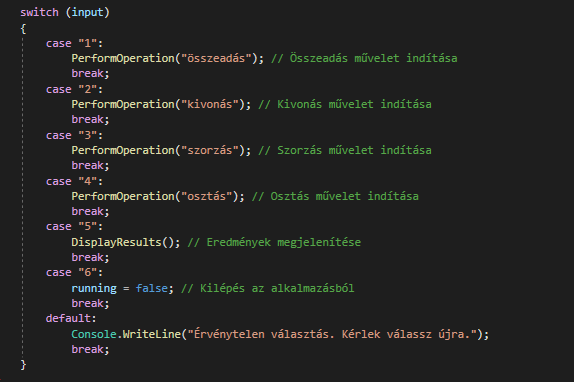 switch (input)
{
case "1":
PerformOperation("összeadás"); // Összeadás művelet indítása
break;
case "2":
PerformOperation("kivonás"); // Kivonás művelet indítása
break;
case "3":
PerformOperation("szorzás"); // Szorzás művelet indítása
break;
case "4":
PerformOperation("osztás"); // Osztás művelet indítása
break;
case "5":
DisplayResults(); // Eredmények megjelenítése
break;
case "6":
running = false; // Kilépés az alkalmazásból
break;
default:
Console.WriteLine("Érvénytelen választás. Kérlek válassz újra.");
break;
}